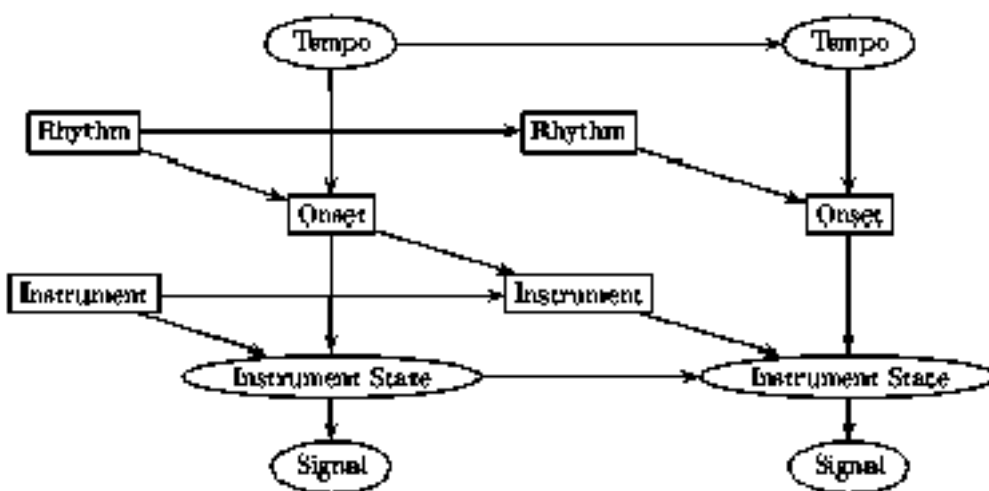 Tempo
Tempo
Rhythm
Rhythm
Onset
Onset
Instrument
Instrument
Instrument State
Instrument State
Signal
Signal